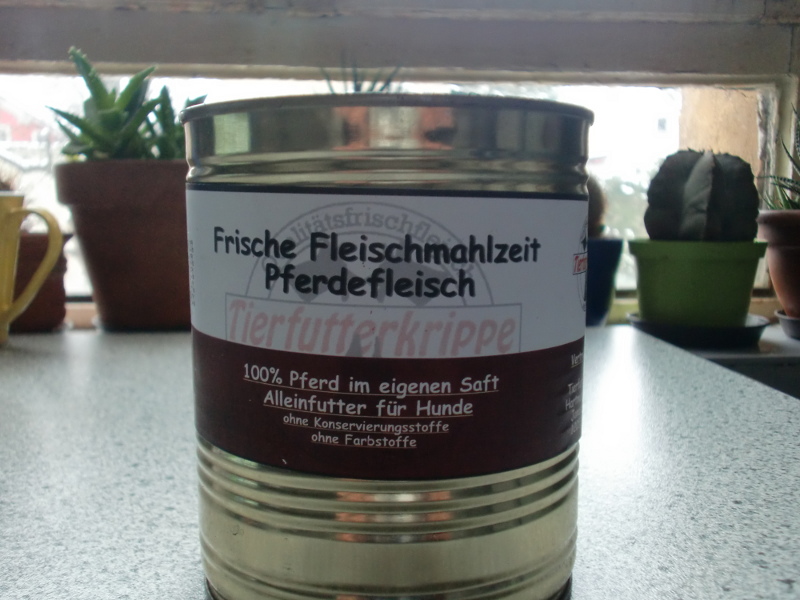 Frische Fleischmahlzeit
Pferdefleisch
Tierfutterkrippe
100% Pferd im eigenen Saft
Alleinfutter für Hunde
ohne Konservierungsstoffe
ohne Farbstoffe